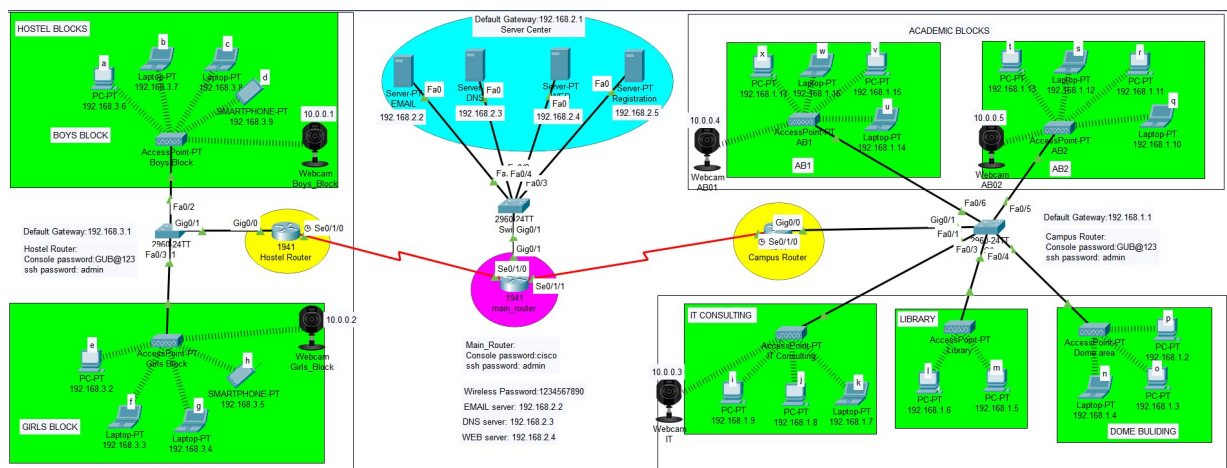 HOSTEL BLOCKS
a
PC-PT
192.168.3.6
b
Laptop-PT
192.168.3.7
c
Laptop-PT
192.168.3.8
d
SMARTPHONE-PT
192.168.3.9
BOYS BLOCK
AccessPoint-PT
Boys Block
10.0.0.1
Webcam
Boys_Block
Fa0/2
Gig0/1
2960-24TT
Fa0/3
Default Gateway:192.168.3.1
Hostel Router:
Console password:GUB@123
ssh password: admin
Gig0/0
Se0/1/0
1941
Hostel Router
10.0.0.2
Webcam
Girls_Block
AccessPoint-PT
Girls Block
e
PC-PT
192.168.3.2
f
Laptop-PT
192.168.3.3
g
Laptop-PT
192.168.3.4
h
SMARTPHONE-PT
192.168.3.5
GIRLS BLOCK
Default Gateway:192.168.2.1
Server Center
Server-PT
EMAIL
192.168.2.2
Fa0
Server-PT
DNS
192.168.2.3
Fa0
Server-PT
192.168.2.4
Fa0
Server-PT
Registration
192.168.2.5
Fa0
Fa0/4
Fa0/3
2960-24TT
Gig0/1
Gig0/1
Se0/1/0
Se0/1/1
1941
main_router
Main_Router:
Console password:cisco
ssh password: admin
Wireless Password:1234567890
EMAIL server: 192.168.2.2
DNS server: 192.168.2.3
WEB server: 192.168.2.4
Gig0/0
Se0/1/0
Campus Router
ACADEMIC BLOCKS
x
PC-PT
w
Laptop-PT
192.168.1.16
v
PC-PT
192.168.1.15
u
Laptop-PT
192.168.1.14
10.0.0.4
Webcam
AB01
AccessPoint-PT
AB1
AB1
t
PC-PT
192.168.1.13
s
Laptop-PT
192.168.1.12
r
PC-PT
192.168.1.11
q
Laptop-PT
192.168.1.10
10.0.0.5
Webcam
AB02
AccessPoint-PT
AB2
AB2
Fa0/6
Fa0/5
Gig0/1
Fa0/1
Fa0/3
Fa0/4
2960-24TT
Default Gateway:192.168.1.1
Campus Router:
Console password:GUB@123
ssh password: admin
IT CONSULTING
AccessPoint-PT
IT Consulting
10.0.0.3
Webcam
IT
i
PC-PT
192.168.1.9
j
PC-PT
192.168.1.8
k
Laptop-PT
192.168.1.7
LIBRARY
AccessPoint-PT
Library
l
PC-PT
192.168.1.6
m
PC-PT
192.168.1.5
AccessPoint-PT
Dome area
p
PC-PT
192.168.1.2
n
Laptop-PT
192.168.1.4
o
PC-PT
192.168.1.3
DOME BULIDING